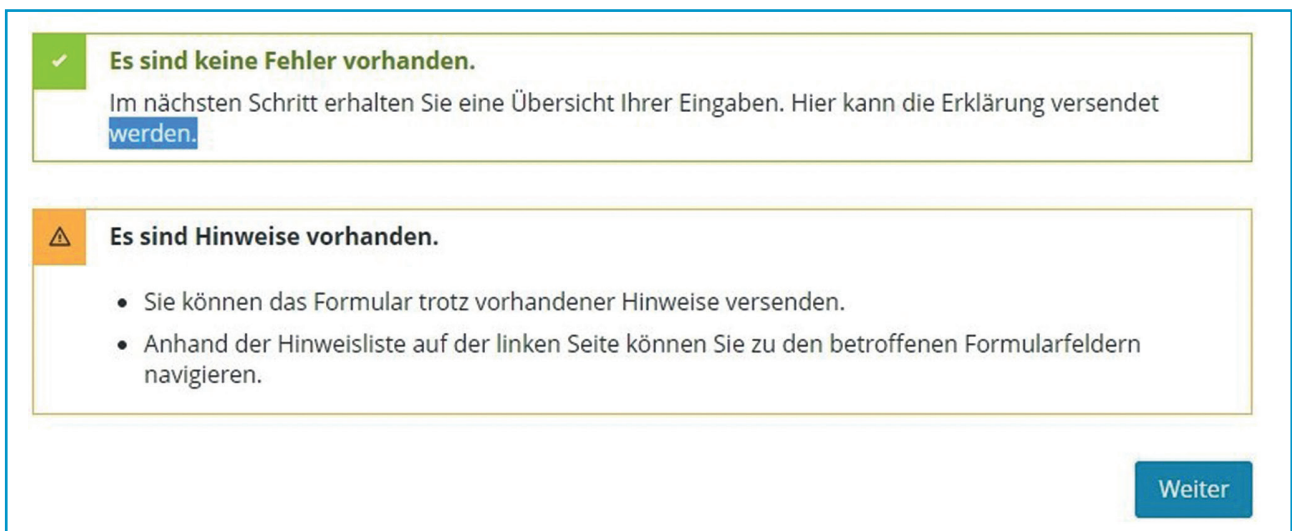 Es sind keine Fehler vorhanden.
Im nächsten Schritt erhalten Sie eine Übersicht Ihrer Eingaben. Hier kann die Erklärung versendet
werden.
Es sind Hinweise vorhanden.
• Sie können das Formular trotz vorhandener Hinweise versenden.
• Anhand der Hinweisliste auf der linken Seite können Sie zu den betroffenen Formularfeldern
navigieren.
Weiter